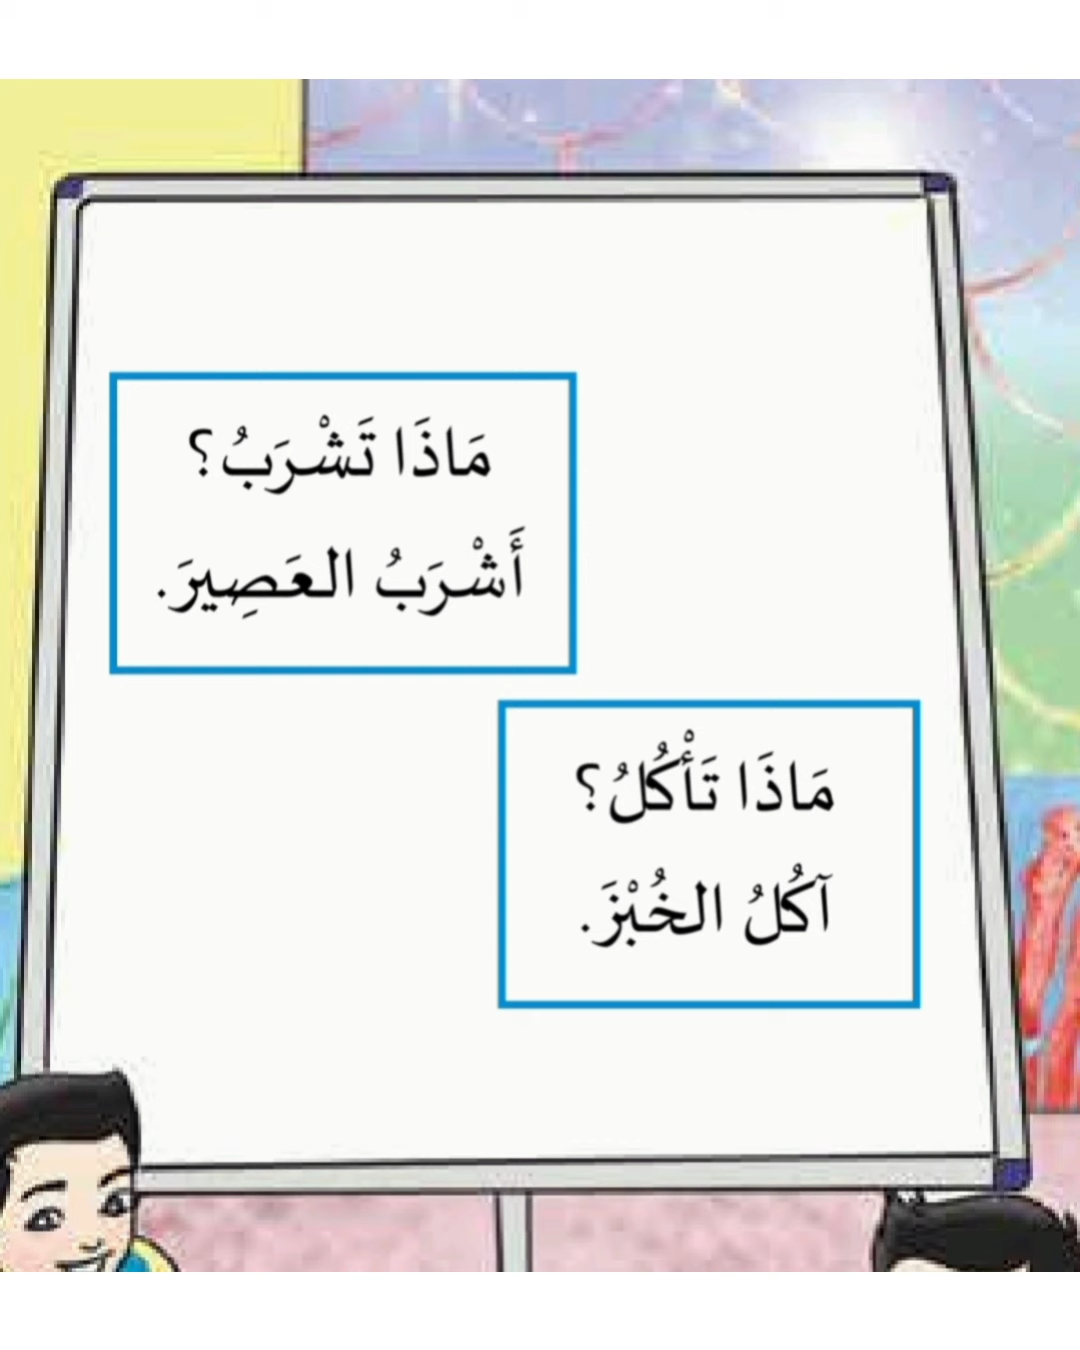 مَاذَا تَشْرَبُ؟
أَشْرَبُ العَصِيرَ.
مَاذَا تَأْكُلُ؟
آكُلُ الخُبْزَ.